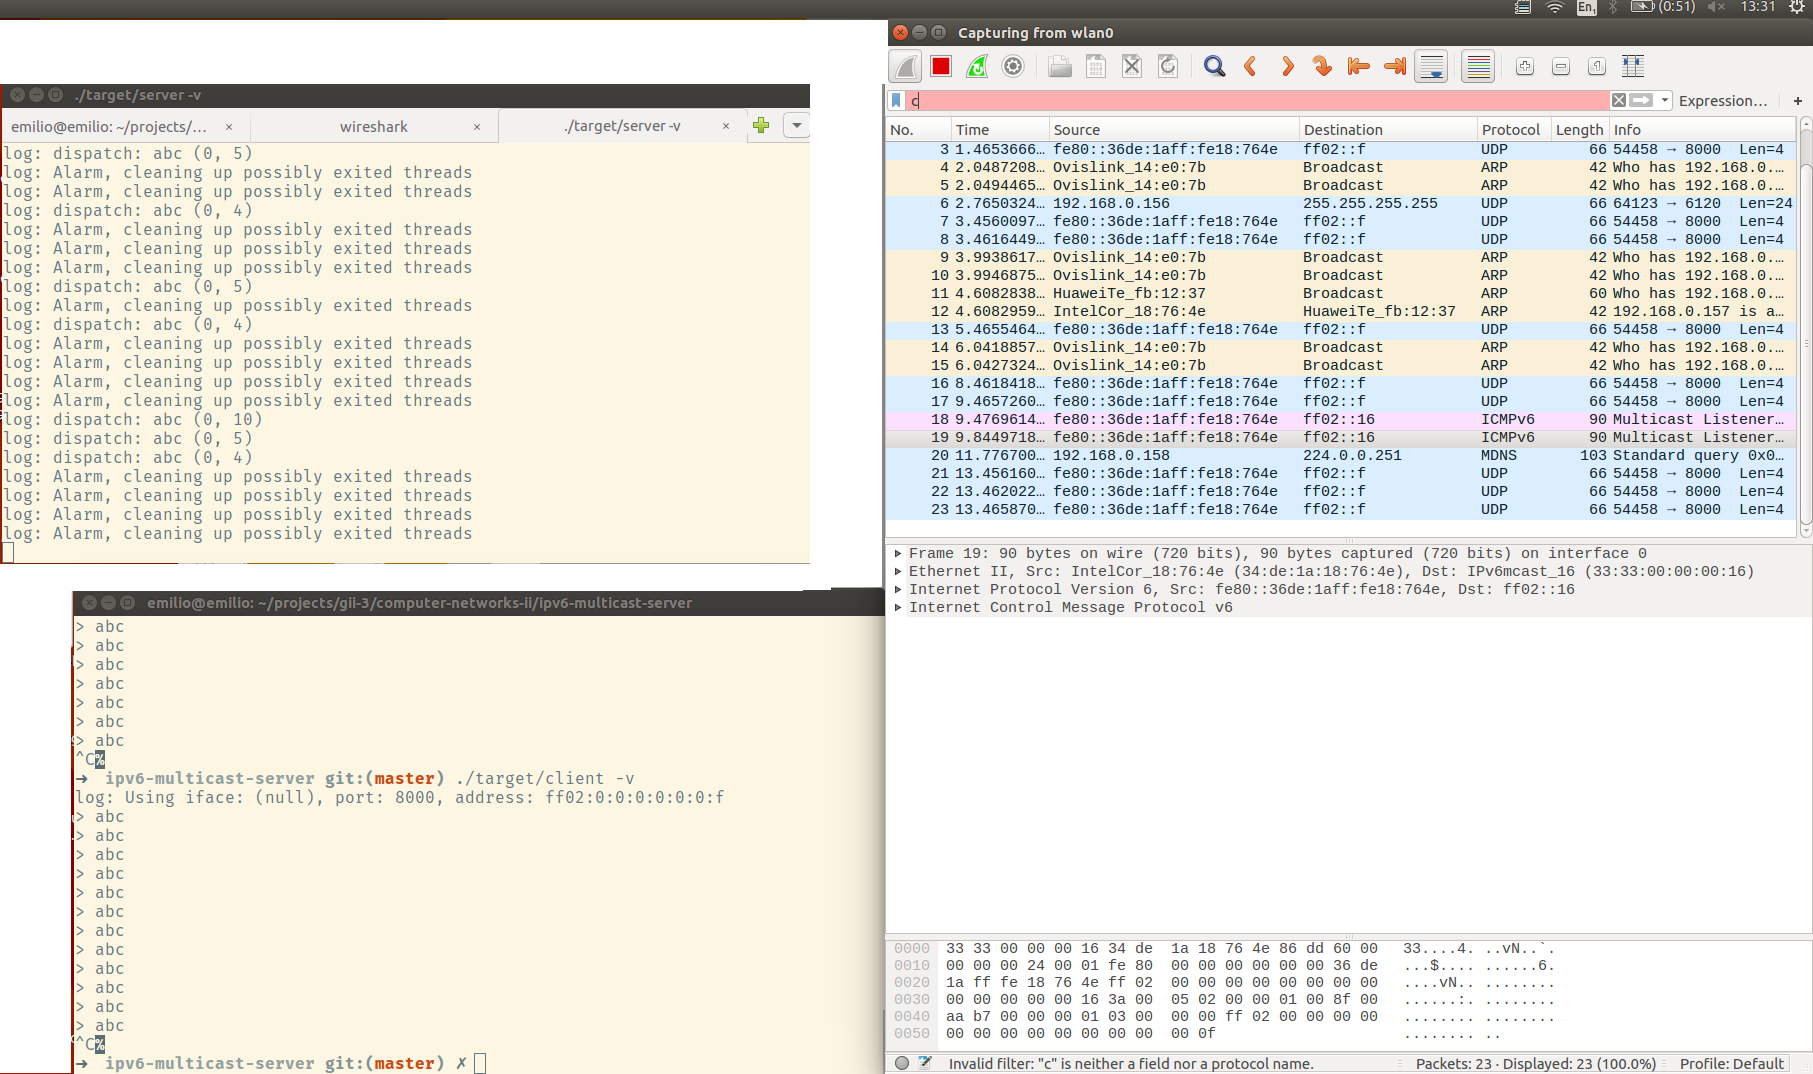 En1 (0:51) 13:31
./target/server -v
emilio@emilio: ~/projects/... × wireshark × ./target/server -v ×
log: dispatch: abc (0, 5)
log: Alarm, cleaning up possibly exited threads
log: Alarm, cleaning up possibly exited threads
log: dispatch: abc (0, 4)
log: Alarm, cleaning up possibly exited threads
log: Alarm, cleaning up possibly exited threads
log: Alarm, cleaning up possibly exited threads
log: dispatch: abc (0, 5)
log: Alarm, cleaning up possibly exited threads
log: dispatch: abc (0, 4)
log: Alarm, cleaning up possibly exited threads
log: Alarm, cleaning up possibly exited threads
log: Alarm, cleaning up possibly exited threads
log: Alarm, cleaning up possibly exited threads
log: dispatch: abc (0, 10)
log: dispatch: abc (0, 5)
log: dispatch: abc (0, 4)
log: Alarm, cleaning up possibly exited threads
log: Alarm, cleaning up possibly exited threads
log: Alarm, cleaning up possibly exited threads
log: Alarm, cleaning up possibly exited threads
emilio@emilio: ~/projects/gii-3/computer-networks-ii/ipv6-multicast-server
> abc
> abc
> abc
> abc
> abc
> abc
> abc
^C%
➜ ipv6-multicast-server git:(master) ./target/client -v
log: Using iface: (null), port: 8000, address: ff02:0:0:0:0:0:0:f
> abc
> abc
> abc
> abc
> abc
> abc
> abc
> abc
> abc
> abc
> abc
> abc
^C%
➜ ipv6-multicast-server git:(master) ✗
Capturing from wlan0
c Expression... +
No. Time Source Destination Protocol Length Info
3 1.4653666... fe80::36de:1aff:fe18:764e ff02::f UDP 66 54458 → 8000 Len=4
4 2.0487208... Ovislink_14:e0:7b Broadcast ARP 42 Who has 192.168.0....
5 2.0494465... Ovislink_14:e0:7b Broadcast ARP 42 Who has 192.168.0....
6 2.7650324... 192.168.0.156 255.255.255.255 UDP 66 64123 → 6120 Len=24
7 3.4560097... fe80::36de:1aff:fe18:764e ff02::f UDP 66 54458 → 8000 Len=4
8 3.4616449... fe80::36de:1aff:fe18:764e ff02::f UDP 66 54458 → 8000 Len=4
9 3.9938617... Ovislink_14:e0:7b Broadcast ARP 42 Who has 192.168.0....
10 3.9946875... Ovislink_14:e0:7b Broadcast ARP 42 Who has 192.168.0....
11 4.6082838... HuaweiTe_fb:12:37 Broadcast ARP 60 Who has 192.168.0....
12 4.6082959... IntelCor_18:76:4e HuaweiTe_fb:12:37 ARP 42 192.168.0.157 is a...
13 5.4655464... fe80::36de:1aff:fe18:764e ff02::f UDP 66 54458 → 8000 Len=4
14 6.0418857... Ovislink_14:e0:7b Broadcast ARP 42 Who has 192.168.0....
15 6.0427324... Ovislink_14:e0:7b Broadcast ARP 42 Who has 192.168.0....
16 8.4618418... fe80::36de:1aff:fe18:764e ff02::f UDP 66 54458 → 8000 Len=4
17 9.4657260... fe80::36de:1aff:fe18:764e ff02::f UDP 66 54458 → 8000 Len=4
18 9.4769614... fe80::36de:1aff:fe18:764e ff02::16 ICMPv6 90 Multicast Listener...
19 9.8449718... fe80::36de:1aff:fe18:764e ff02::16 ICMPv6 90 Multicast Listener...
20 11.776700... 192.168.0.158 224.0.0.251 MDNS 103 Standard query 0x0...
21 13.456160... fe80::36de:1aff:fe18:764e ff02::f UDP 66 54458 → 8000 Len=4
22 13.462022... fe80::36de:1aff:fe18:764e ff02::f UDP 66 54458 → 8000 Len=4
23 13.465870... fe80::36de:1aff:fe18:764e ff02::f UDP 66 54458 → 8000 Len=4
Frame 19: 90 bytes on wire (720 bits), 90 bytes captured (720 bits) on interface 0
Ethernet II, Src: IntelCor_18:76:4e (34:de:1a:18:76:4e), Dst: IPv6mcast_16 (33:33:00:00:00:16)
Internet Protocol Version 6, Src: fe80::36de:1aff:fe18:764e, Dst: ff02::16
Internet Control Message Protocol v6
0000 33 33 00 00 00 16 34 de 1a 18 76 4e 86 dd 60 00 33....4. ..vN..`.
0010 00 00 00 24 00 01 fe 80 00 00 00 00 00 00 36 de ...$.... ......6.
0020 1a ff fe 18 76 4e ff 02 00 00 00 00 00 00 00 00 ....vN.. ........
0030 00 00 00 00 00 16 3a 00 05 02 00 00 01 00 8f 00 ......:. ........
0040 aa b7 00 00 00 01 03 00 00 00 ff 02 00 00 00 00 ........ ........
0050 00 00 00 00 00 00 00 00 00 0f ........ ..
Invalid filter: "c" is neither a field nor a protocol name. Packets: 23 · Displayed: 23 (100.0%) Profile: Default